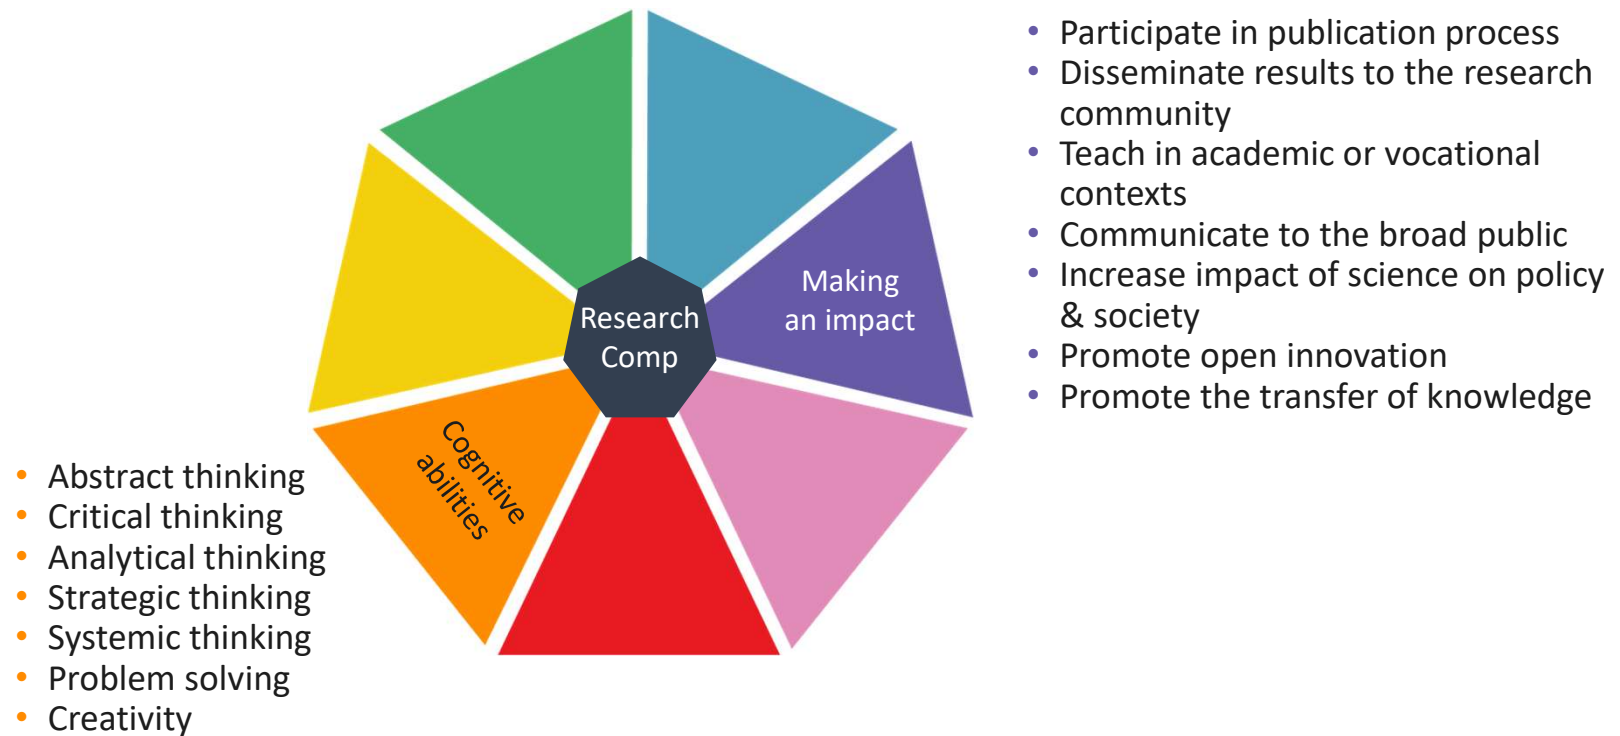 • Participate in publication process
• Disseminate results to the research
community
• Teach in academic or vocational
contexts
• Communicate to the broad public
• Increase impact of science on policy
& society
• Promote open innovation
• Promote the transfer of knowledge
Making
an impact
Research
Comp
Cognitive
abilities
• Abstract thinking
• Critical thinking
• Analytical thinking
• Strategic thinking
• Systemic thinking
• Problem solving
• Creativity